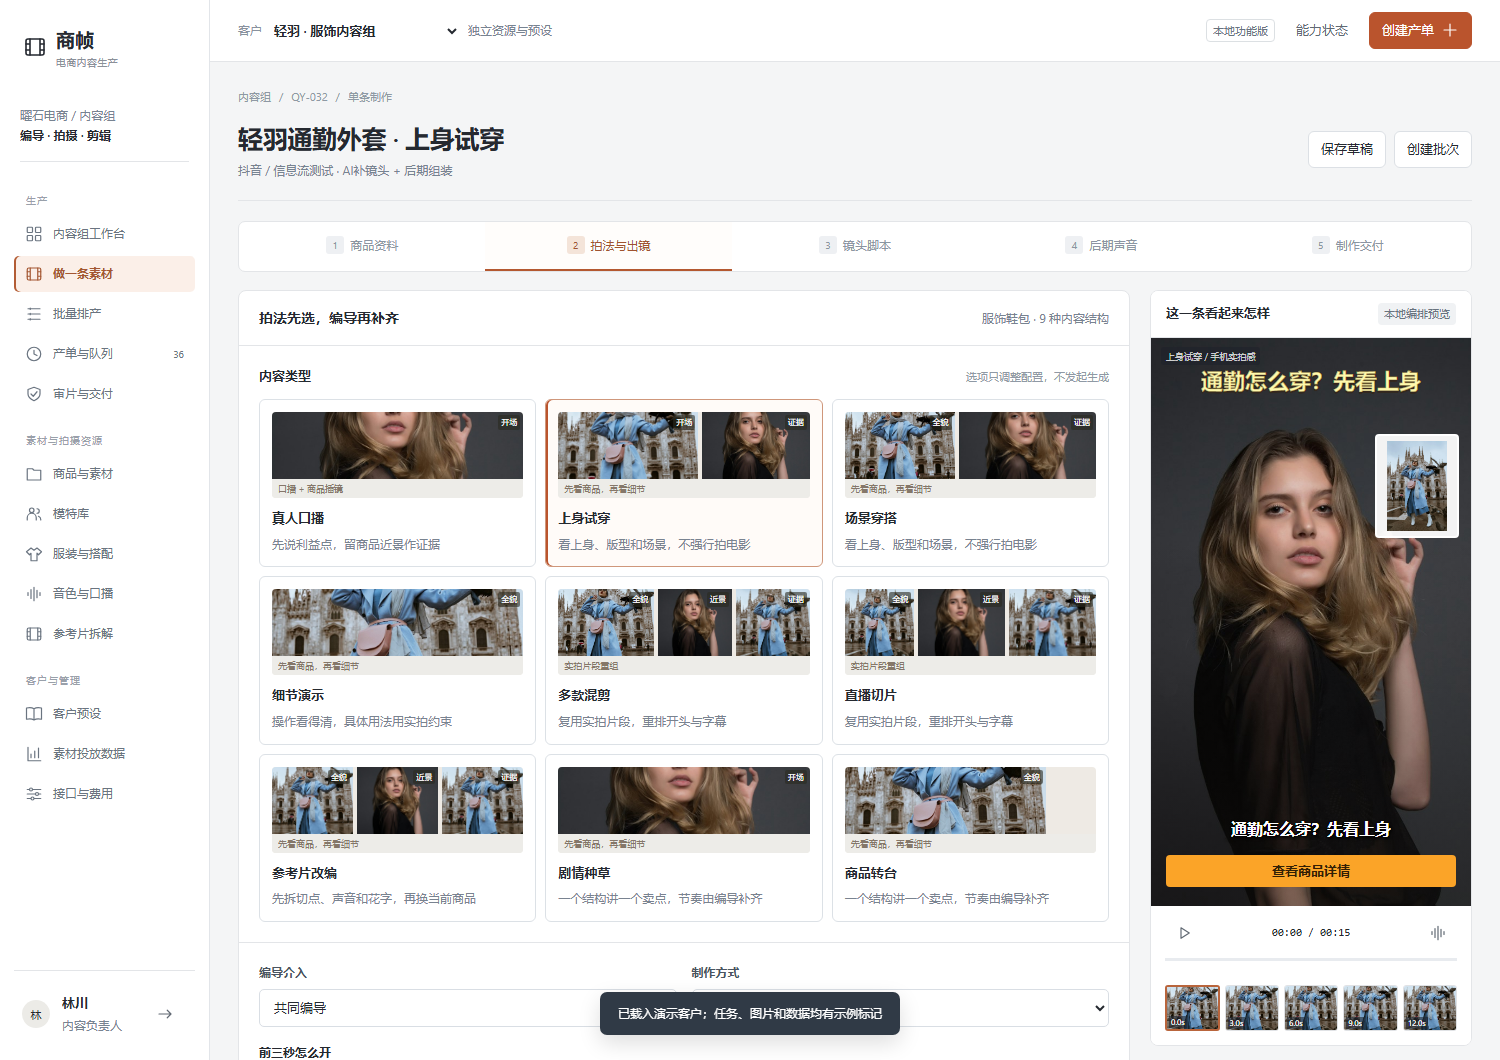 商帧
电商内容生产
曜石电商 / 内容组
编导 · 拍摄 · 剪辑
生产
内容组工作台
做一条素材
批量排产
产单与队列 36
审片与交付
素材与拍摄资源
商品与素材
模特库
服装与搭配
音色与口播
参考片拆解
客户与管理
客户预设
素材投放数据
接口与费用
林 林川
内容负责人
客户 轻羽 · 服饰内容组 独立资源与预设
本地功能版 能力状态 创建产单
内容组 / QY-032 / 单条制作
轻羽通勤外套 · 上身试穿
抖音 / 信息流测试 · AI补镜头 + 后期组装
保存草稿 创建批次
1 商品资料 2 拍法与出镜 3 镜头脚本 4 后期声音 5 制作交付
拍法先选，编导再补齐 服饰鞋包 · 9 种内容结构
内容类型 选项只调整配置，不发起生成
开场
口播 + 商品插镜
真人口播
先说利益点，留商品近景作证据
开场 证据
先看商品，再看细节
上身试穿
看上身、版型和场景，不强行拍电影
全貌 证据
先看商品，再看细节
场景穿搭
看上身、版型和场景，不强行拍电影
全貌
先看商品，再看细节
细节演示
操作看得清，具体用法用实拍约束
全貌 近景 证据
实拍片段重组
多款混剪
复用实拍片段，重排开头与字幕
全貌 近景 证据
实拍片段重组
直播切片
复用实拍片段，重排开头与字幕
全貌 近景 证据
先看商品，再看细节
参考片改编
先拆切点、声音和花字，再换当前商品
开场
先看商品，再看细节
剧情种草
一个结构讲一个卖点，节奏由编导补齐
全貌
先看商品，再看细节
商品转台
一个结构讲一个卖点，节奏由编导补齐
编导介入 制作方式
共同编导
前三秒怎么开
已载入演示客户；任务、图片和数据均有示例标记
这一条看起来怎样 本地编排预览
上身试穿 / 手机实拍感
通勤怎么穿？先看上身
通勤怎么穿？先看上身
查看商品详情
00:00 / 00:15
0.0s 3.0s 6.0s 9.0s 12.0s